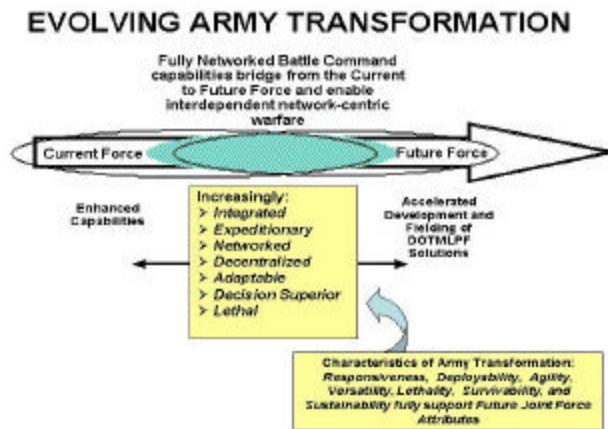 EVOLVING ARMY TRANSFORMATION
Fully Networked Battle Command
capabilities bridge from the Current
to Future Force and enable
interdependent network-centric
warfare
Current Force
Future Force
Enhanced
Capabilities
Increasingly:
➢ Integrated
➢ Expeditionary
➢ Networked
➢ Decentralized
➢ Adaptable
➢ Decision Superior
➢ Lethal
Accelerated
Development and
Fielding of
DOTMLPF
Solutions
Characteristics of Army Transformation:
Responsiveness, Deployability, Agility,
Versatility, Lethality, Survivability, and
Sustainability fully support Future Joint Force
Attributes